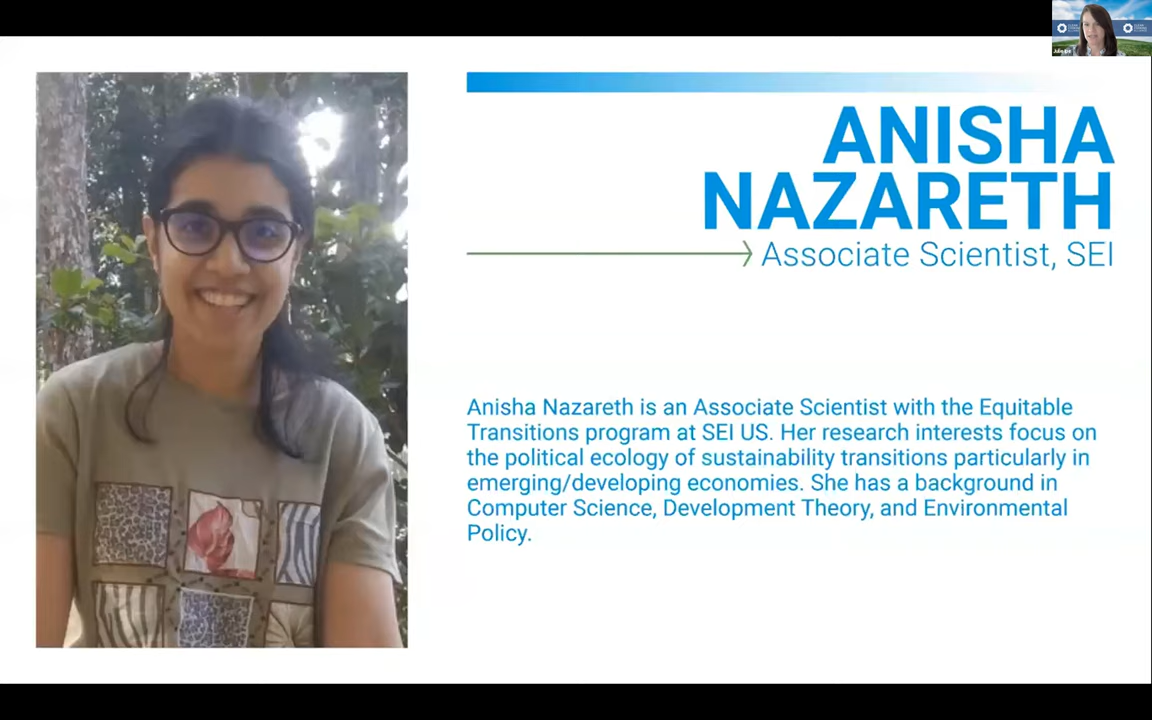 ANISHA
NAZARETH
Associate Scientist, SEI
Anisha Nazareth is an Associate Scientist with the Equitable
Transitions program at SEI US. Her research interests focus on
the political ecology of sustainability transitions particularly in
emerging/developing economies. She has a background in
Computer Science, Development Theory, and Environmental
Policy.